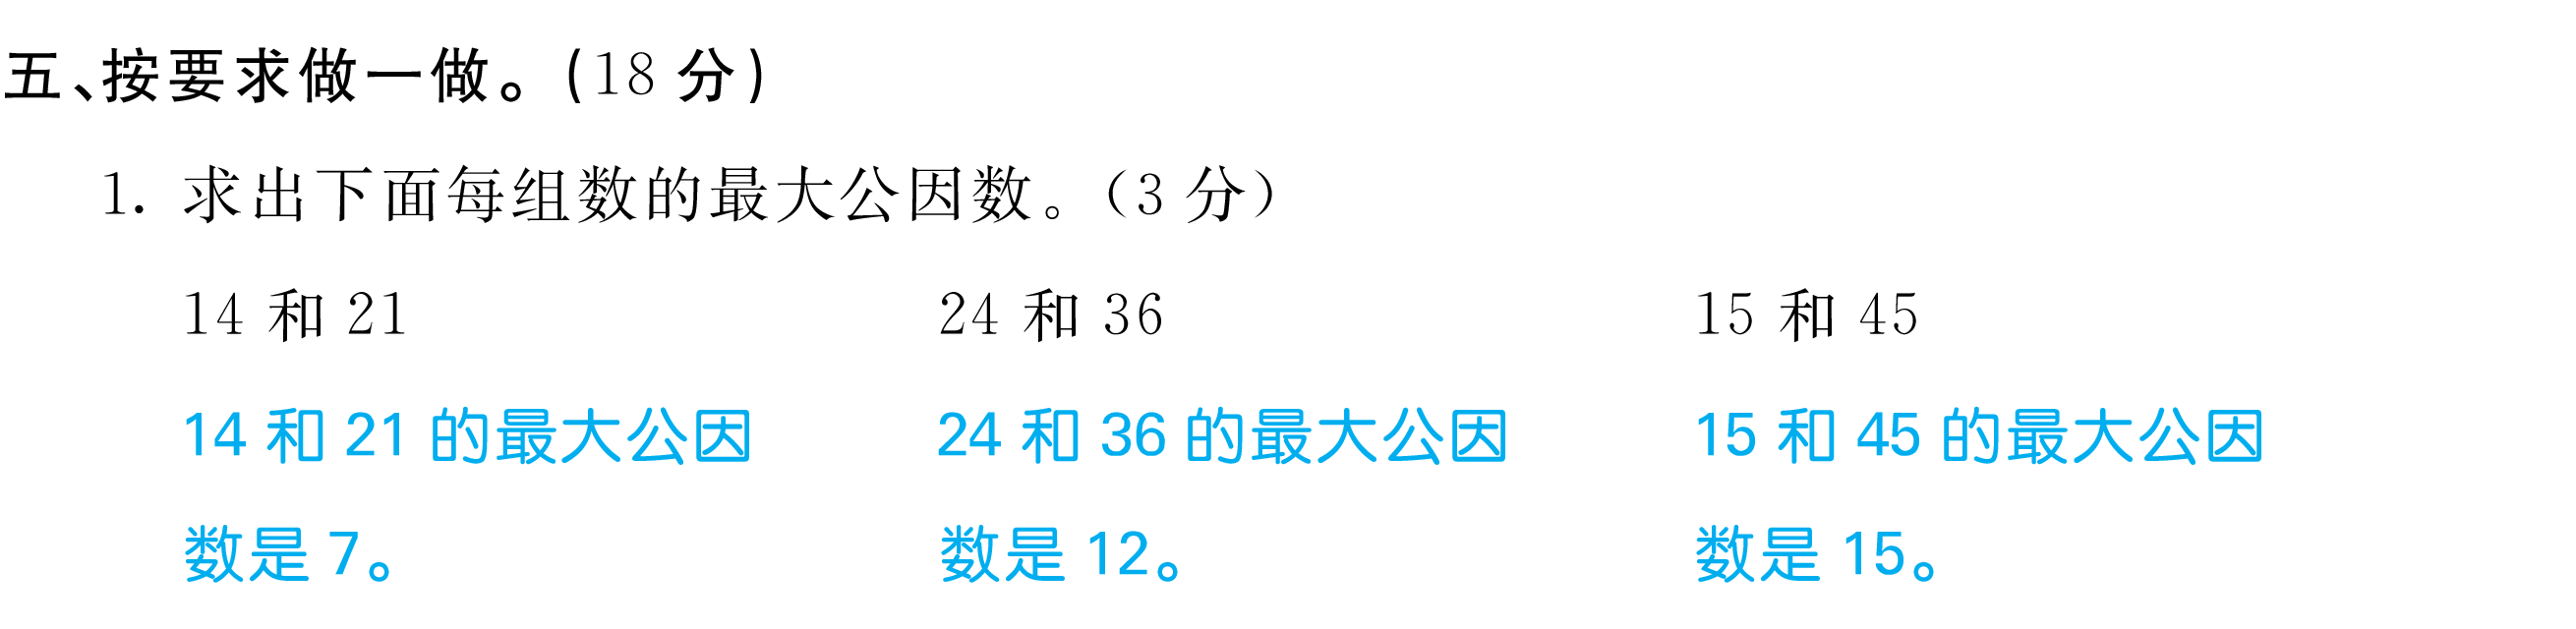 五、按要求做一做。(18 分)
1. 求出下面每组数的最大公因数。（3 分）
14 和 21 24 和 36 15 和 45
14 和 21 的最大公因 24 和 36 的最大公因 15 和 45 的最大公因
数是 7。 数是 12。 数是 15。